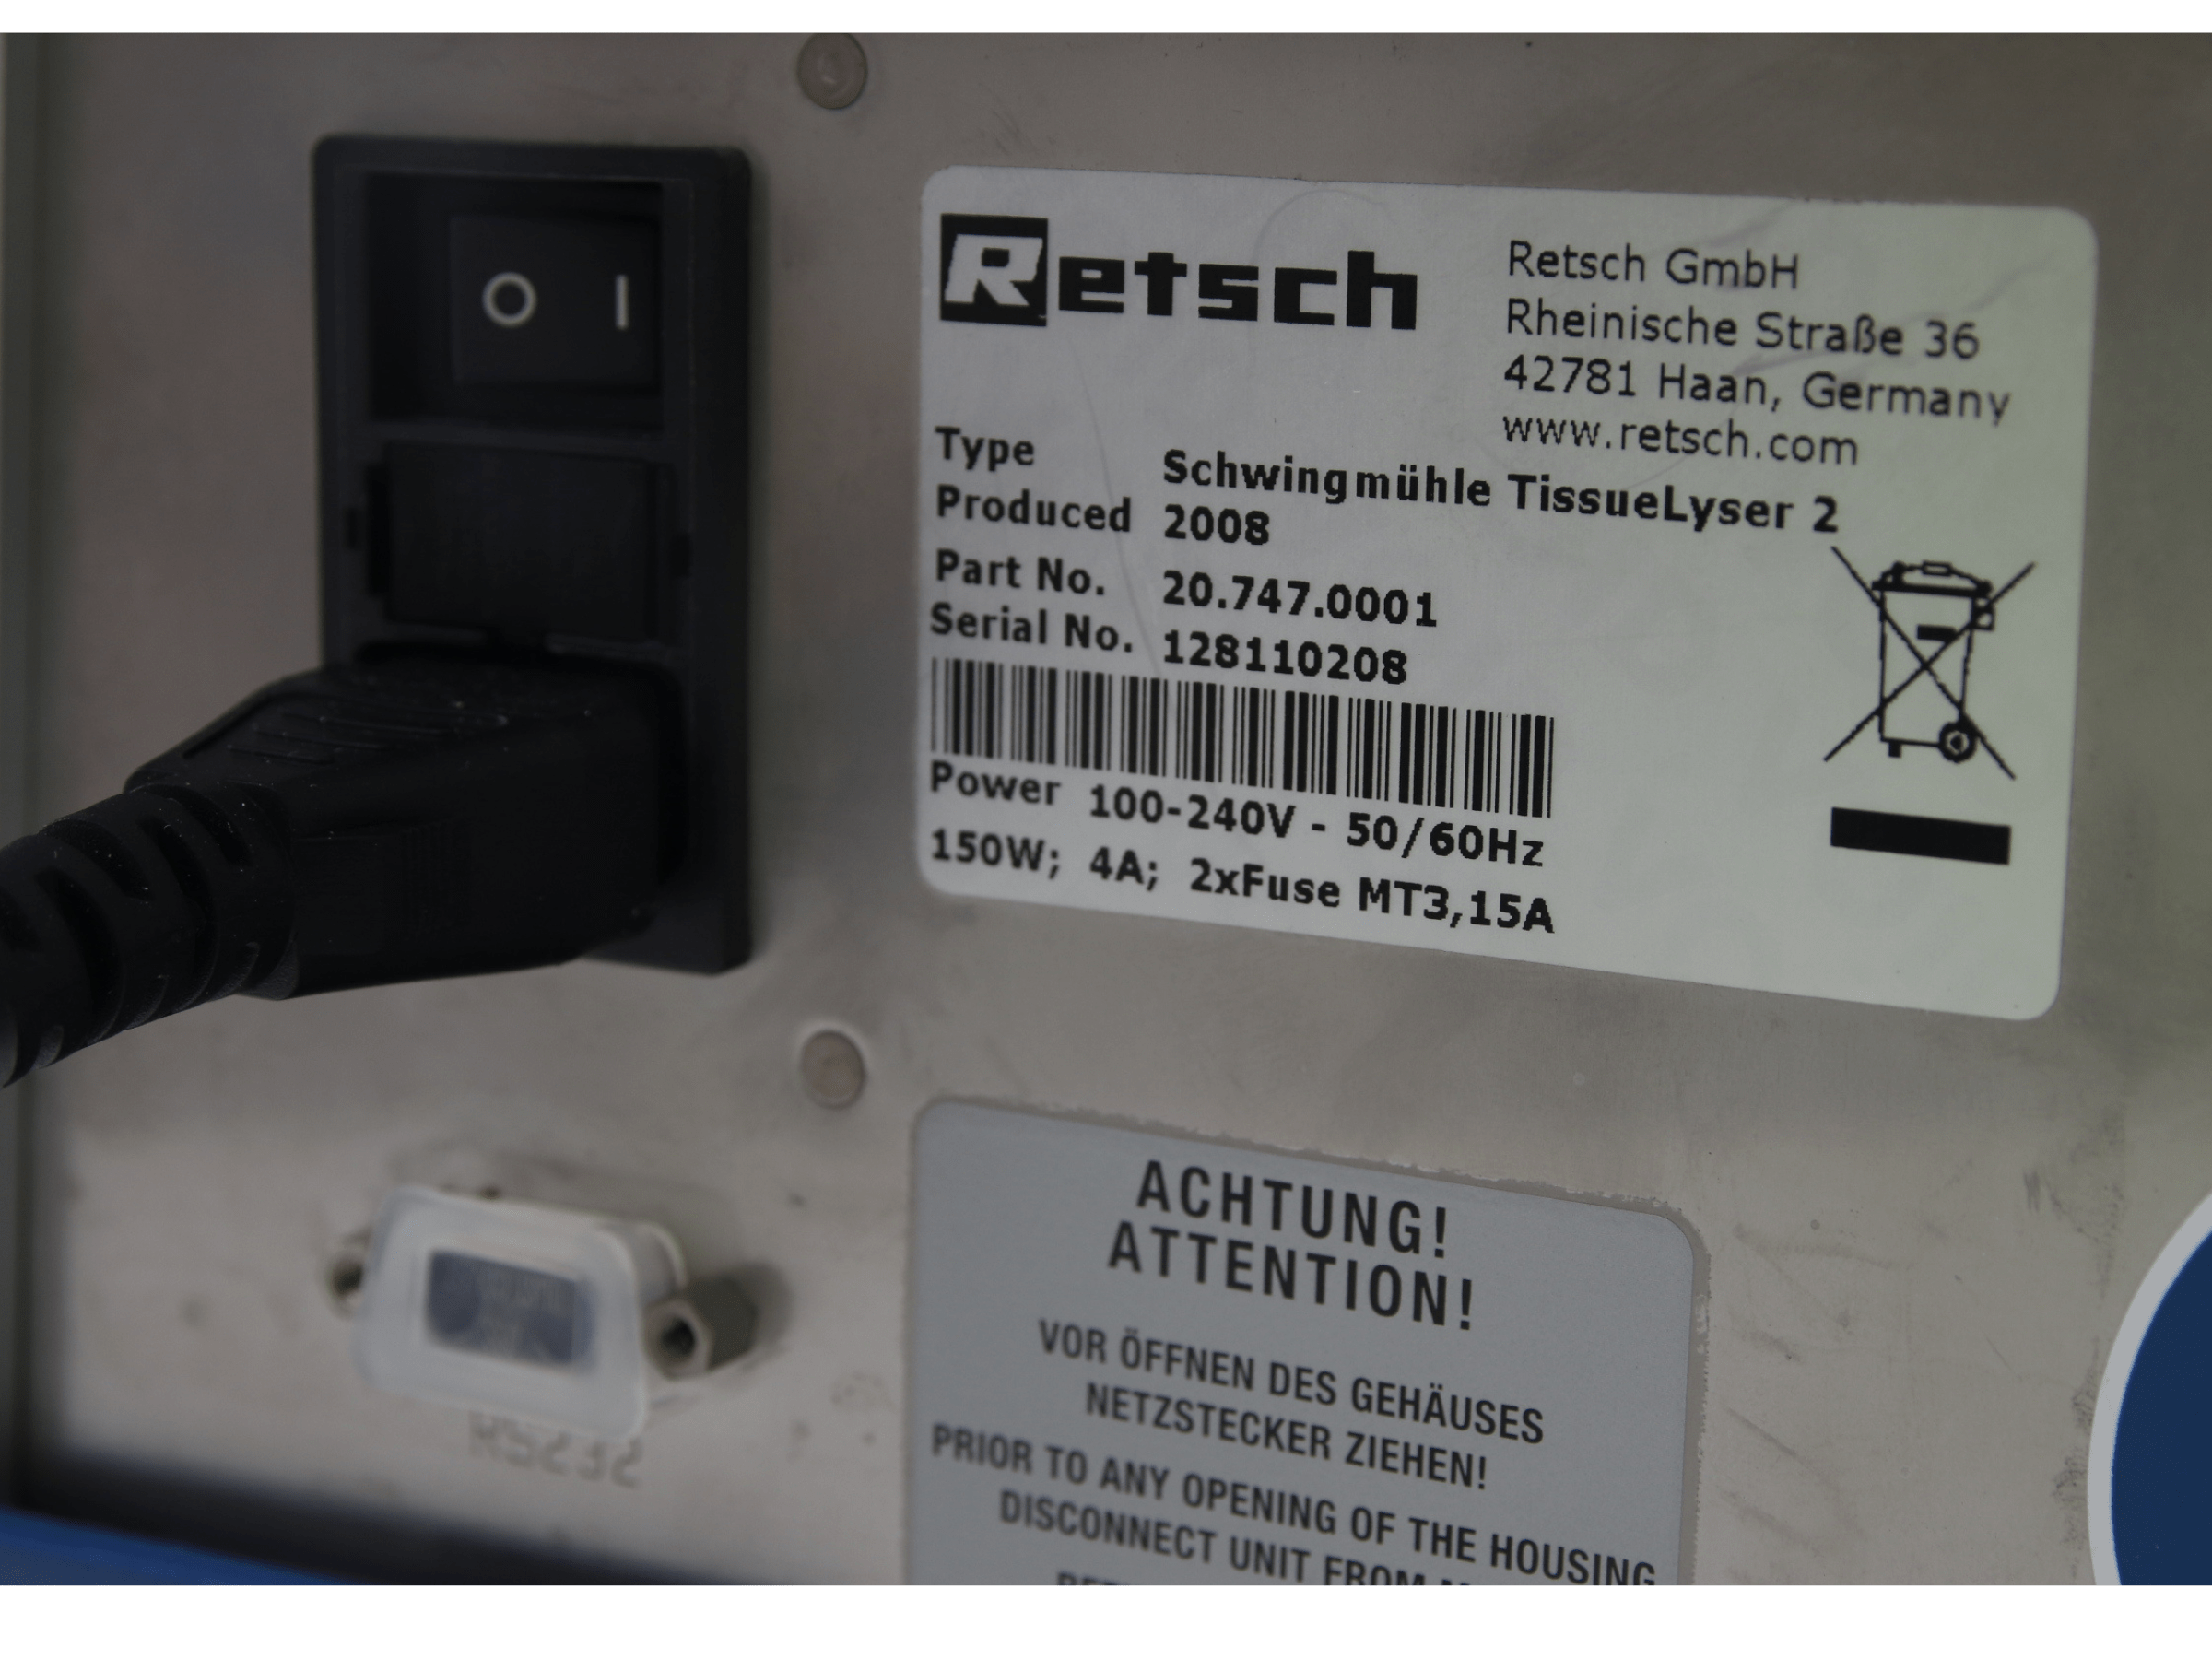 O I
Retsch
Retsch GmbH
Rheinische Straße 36
42781 Haan, Germany
www.retsch.com
Type Schwingmühle TissueLyser 2
Produced 2008
Part No. 20.747.0001
Serial No. 128110208
Power 100-240V - 50/60Hz
150W; 4A; 2xFuse MT3,15A
RS232
ACHTUNG!
ATTENTION!
VOR ÖFFNEN DES GEHÄUSES
NETZSTECKER ZIEHEN!
PRIOR TO ANY OPENING OF THE HOUSING
DISCONNECT UNIT FROM